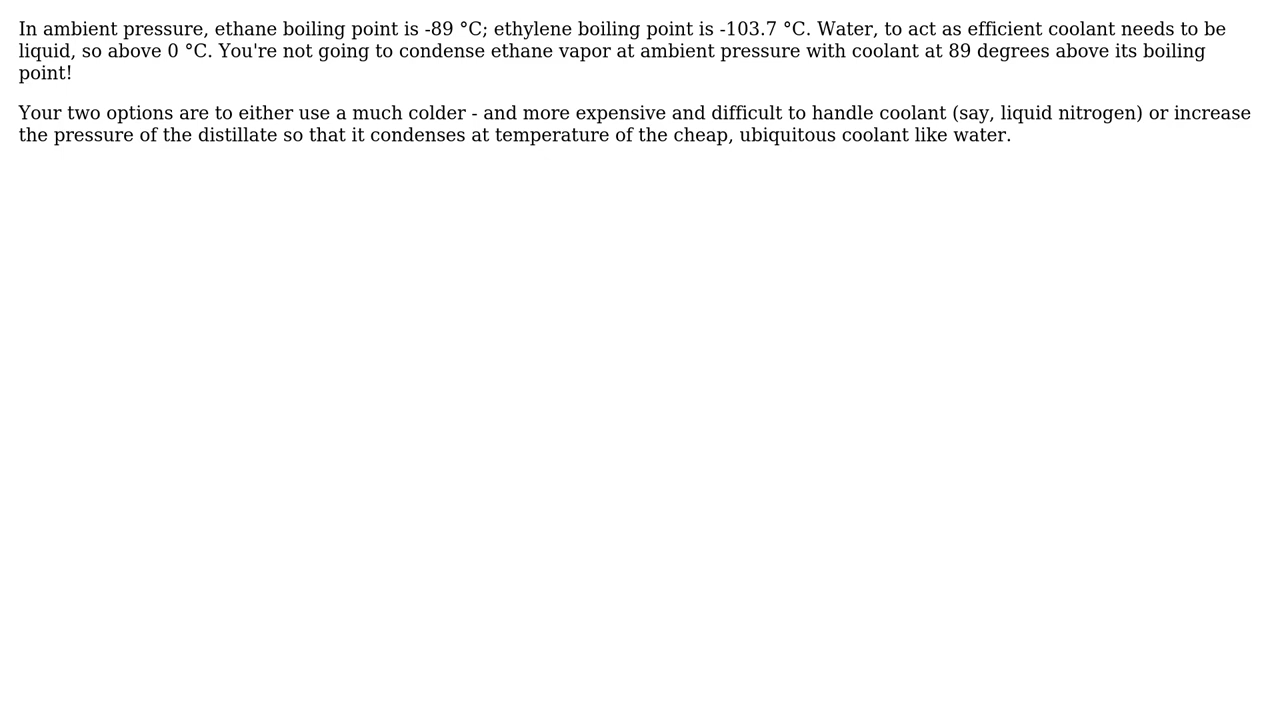 In ambient pressure, ethane boiling point is -89 °C; ethylene boiling point is -103.7 °C. Water, to act as efficient coolant needs to be
liquid, so above 0 °C. You're not going to condense ethane vapor at ambient pressure with coolant at 89 degrees above its boiling
point!
Your two options are to either use a much colder - and more expensive and difficult to handle coolant (say, liquid nitrogen) or increase
the pressure of the distillate so that it condenses at temperature of the cheap, ubiquitous coolant like water.